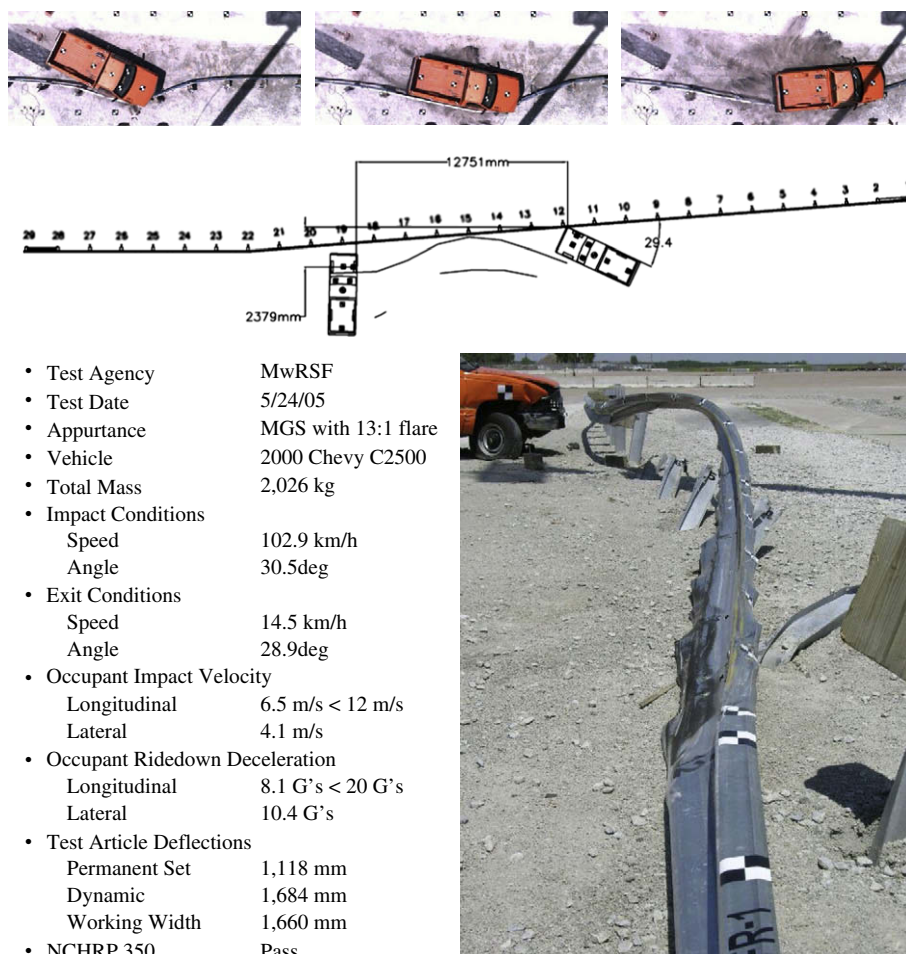 12751mm
29 28 27 26 25 24 23 22 21 20 19 18 17 16 15 14 13 12 11 10 9 8 7 6 5 4 3 2
29.4
2379mm
• Test Agency MwRSF
• Test Date 5/24/05
• Appurtance MGS with 13:1 flare
• Vehicle 2000 Chevy C2500
• Total Mass 2,026 kg
• Impact Conditions
Speed 102.9 km/h
Angle 30.5deg
• Exit Conditions
Speed 14.5 km/h
Angle 28.9deg
• Occupant Impact Velocity
Longitudinal 6.5 m/s < 12 m/s
Lateral 4.1 m/s
• Occupant Ridedown Deceleration
Longitudinal 8.1 G’s < 20 G’s
Lateral 10.4 G’s
• Test Article Deflections
Permanent Set 1,118 mm
Dynamic 1,684 mm
Working Width 1,660 mm
• NCHRP 350 Pass
R-1